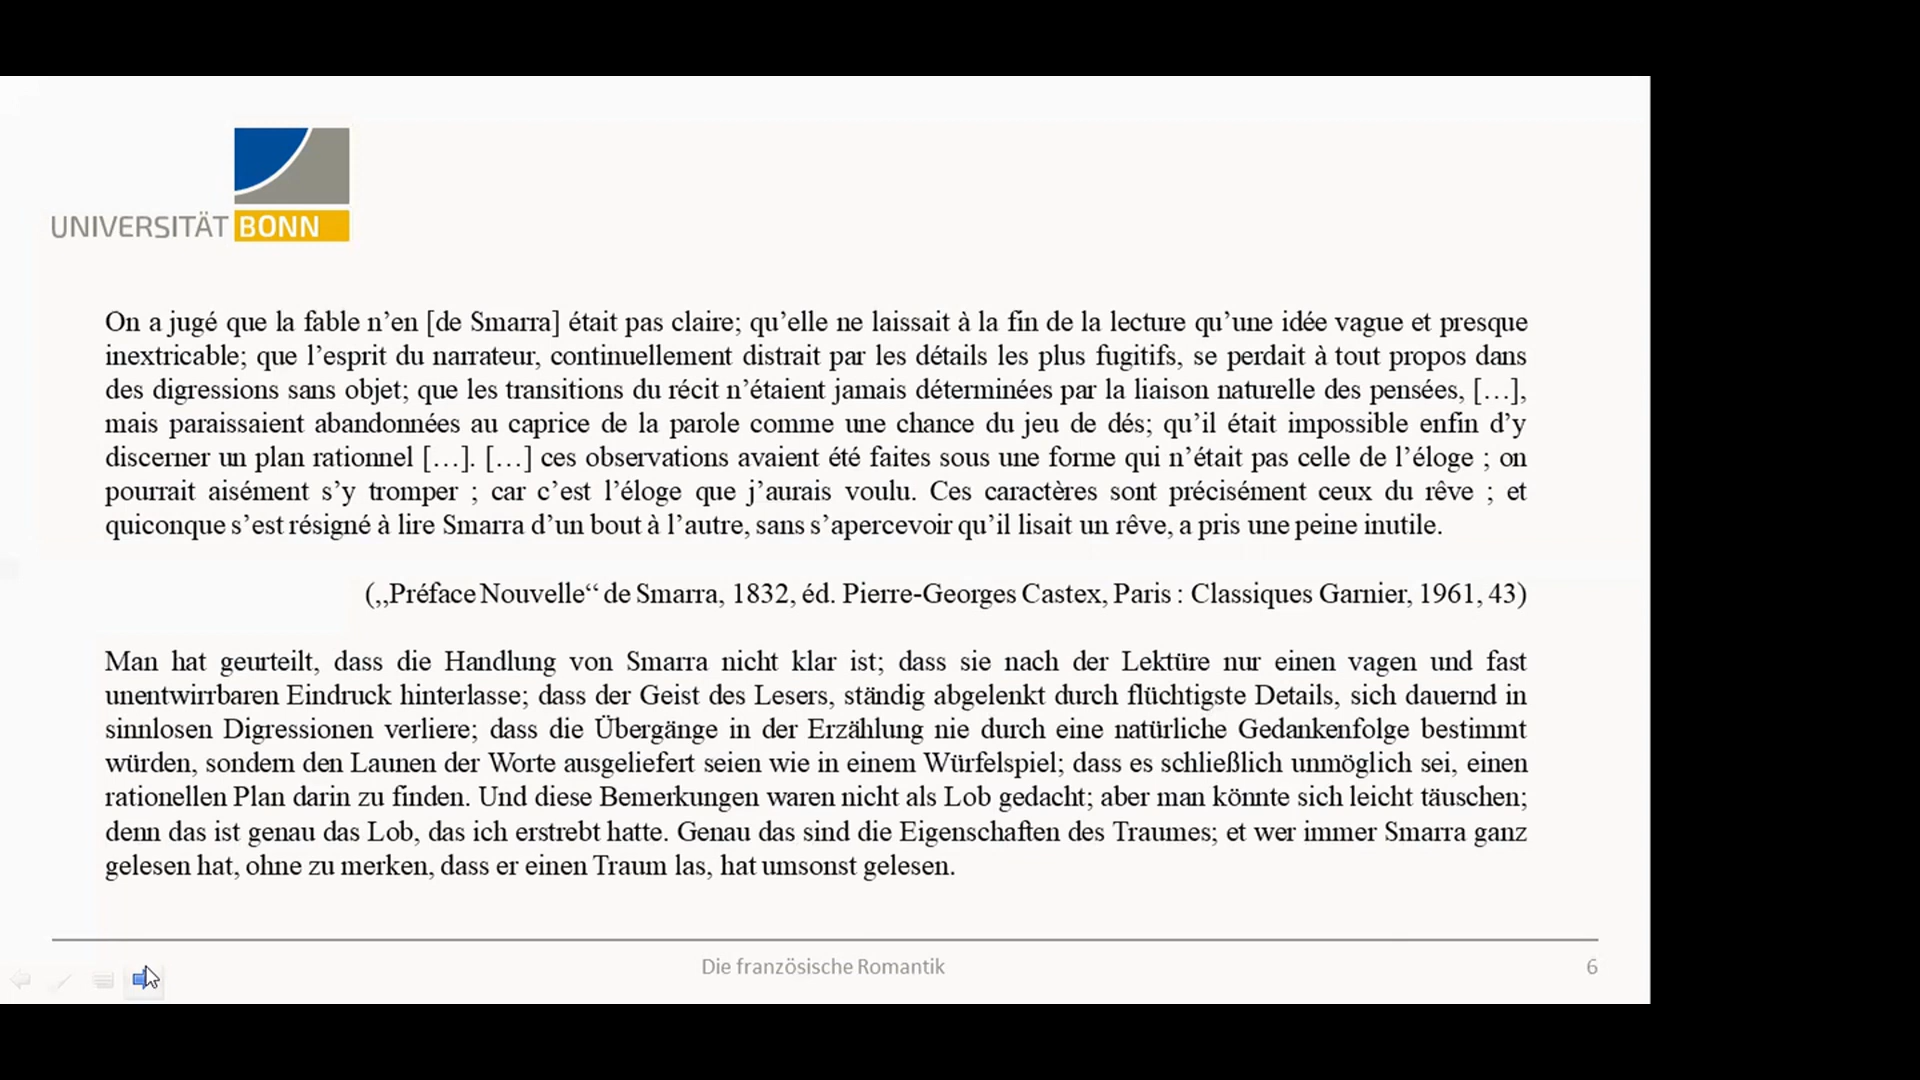 UNIVERSITÄT BONN
On a jugé que la fable n’en [de Smarra] était pas claire; qu’elle ne laissait à la fin de la lecture qu’une idée vague et presque
inextricable; que l’esprit du narrateur, continuellement distrait par les détails les plus fugitifs, se perdait à tout propos dans
des digressions sans objet; que les transitions du récit n’étaient jamais déterminées par la liaison naturelle des pensées, […],
mais paraissaient abandonnées au caprice de la parole comme une chance du jeu de dés; qu’il était impossible enfin d’y
discerner un plan rationnel […]. […] ces observations avaient été faites sous une forme qui n’était pas celle de l’éloge ; on
pourrait aisément s’y tromper ; car c’est l’éloge que j’aurais voulu. Ces caractères sont précisément ceux du rêve ; et
quiconque s’est résigné à lire Smarra d’un bout à l’autre, sans s’apercevoir qu’il lisait un rêve, a pris une peine inutile.
(„Préface Nouvelle“ de Smarra, 1832, éd. Pierre-Georges Castex, Paris : Classiques Garnier, 1961, 43)
Man hat geurteilt, dass die Handlung von Smarra nicht klar ist; dass sie nach der Lektüre nur einen vagen und fast
unentwirrbaren Eindruck hinterlasse; dass der Geist des Lesers, ständig abgelenkt durch flüchtigste Details, sich dauernd in
sinnlosen Digressionen verliere; dass die Übergänge in der Erzählung nie durch eine natürliche Gedankenfolge bestimmt
würden, sondern den Launen der Worte ausgeliefert seien wie in einem Würfelspiel; dass es schließlich unmöglich sei, einen
rationellen Plan darin zu finden. Und diese Bemerkungen waren nicht als Lob gedacht; aber man könnte sich leicht täuschen;
denn das ist genau das Lob, das ich erstrebt hatte. Genau das sind die Eigenschaften des Traumes; et wer immer Smarra ganz
gelesen hat, ohne zu merken, dass er einen Traum las, hat umsonst gelesen.
Die französische Romantik
6